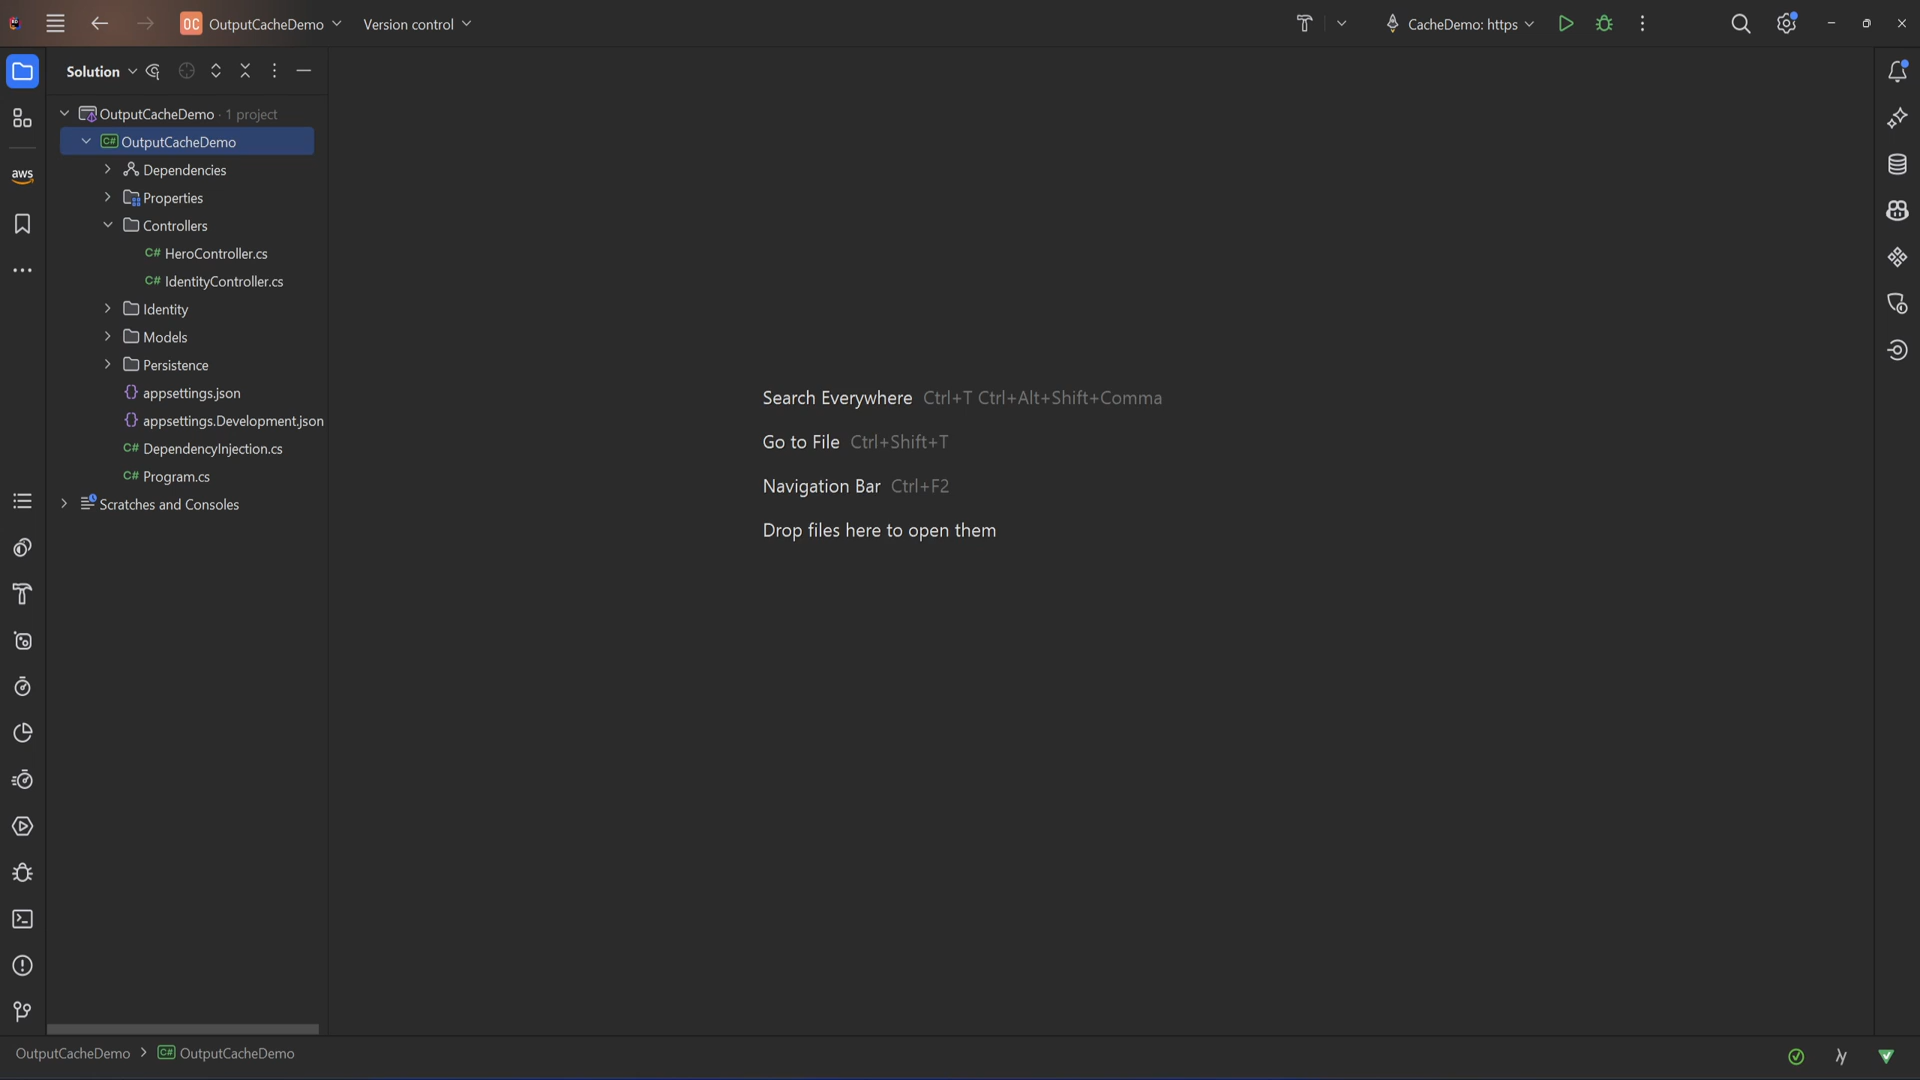 OC OutputCacheDemo
Version control
CacheDemo: https
Solution
OutputCacheDemo · 1 project
C# OutputCacheDemo
Dependencies
Properties
Controllers
C# HeroController.cs
aws
C# IdentityController.cs
Identity
Models
Persistence
{} appsettings.json
{} appsettings.Development.json
C# DependencyInjection.cs
C# Program.cs
Scratches and Consoles
Search Everywhere Ctrl+T Ctrl+Alt+Shift+Comma
Go to File Ctrl+Shift+T
Navigation Bar Ctrl+F2
Drop files here to open them
OutputCacheDemo > C# OutputCacheDemo